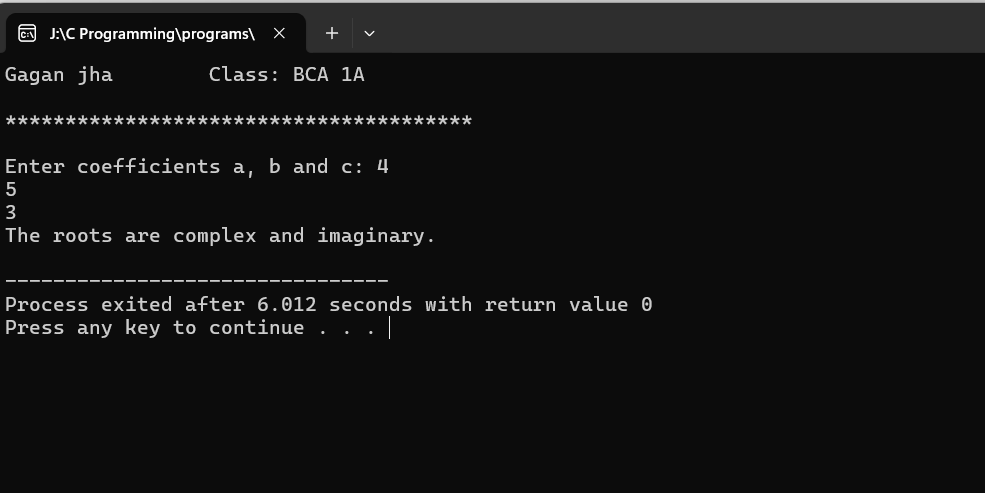 J:\C Programming\programs\
Gagan jha        Class: BCA 1A
***************************************
Enter coefficients a, b and c: 4
5
3
The roots are complex and imaginary.
--------------------------------
Process exited after 6.012 seconds with return value 0
Press any key to continue . . .